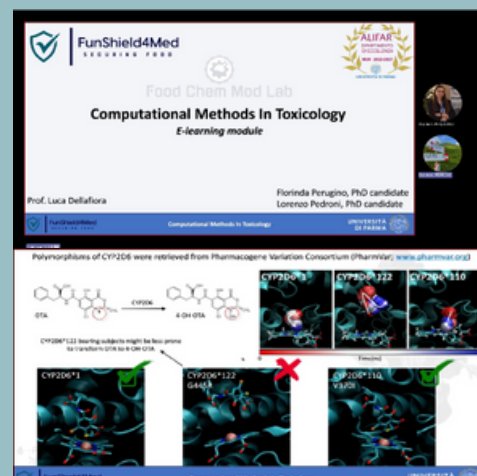 FunShield4Med
SECURING FOOD
ALIFAR
Food Chem Mod Lab
Computational Methods In Toxicology
E-learning module
Prof. Luca Dellafiora
Florinda Perugino, PhD candidate
Lorenzo Pedroni, PhD candidate
FunShield4Med
Computational Methods In Toxicology
UNIVERSITÀ
DI PARMA
Polymorphisms of CYP2D6 were retrieved from Pharmacogene Variation Consortium (PharmVar; www.pharmvar.org)
CYP2D6*1
CYP2D6*122
CYP2D6*110
CYP2D6
OTA
4-OH OTA
CYP2D6*122 bearing subjects might be less prone
to transform OTA to 4-OH OTA
CYP2D6*1
CYP2D6*122
CYP2D6*110
Computational Methods In Toxicology